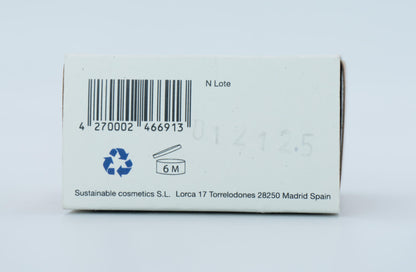 N Lote
4 270002 466913
012125
6 M
Sustainable cosmetics S.L. Lorca 17 Torrelodones 28250 Madrid Spain